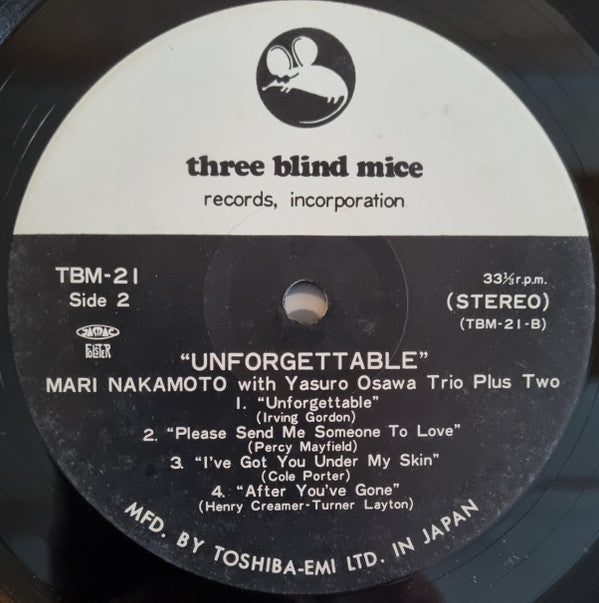 three blind mice
records, incorporation
TBM-21
Side 2
33⅓ r.p.m.
(STEREO)
(TBM-21-B)
JASRAC
FOLSTER
"UNFORGETTABLE"
MARI NAKAMOTO with Yasuro Osawa Trio Plus Two
1. "Unforgettable"
(Irving Gordon)
2. "Please Send Me Someone To Love"
(Percy Mayfield)
3. "I've Got You Under My Skin"
(Cole Porter)
4. "After You've Gone"
(Henry Creamer-Turner Layton)
MFD. BY TOSHIBA-EMI LTD. IN JAPAN